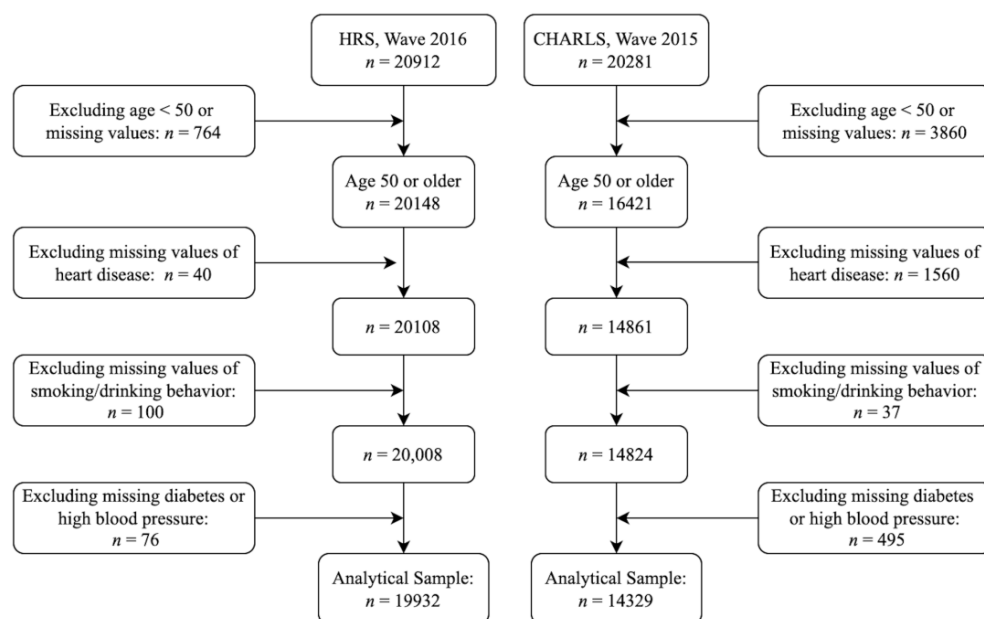 HRS, Wave 2016
n = 20912
CHARLS, Wave 2015
n = 20281
Excluding age < 50 or
missing values: n = 764
Excluding age < 50 or
missing values: n = 3860
Age 50 or older
n = 20148
Age 50 or older
n = 16421
Excluding missing values of
heart disease: n = 40
Excluding missing values of
heart disease: n = 1560
n = 20108
n = 14861
Excluding missing values of
smoking/drinking behavior:
n = 100
Excluding missing values of
smoking/drinking behavior:
n = 37
n = 20,008
n = 14824
Excluding missing diabetes or
high blood pressure:
n = 76
Excluding missing diabetes
or high blood pressure:
n = 495
Analytical Sample:
n = 19932
Analytical Sample:
n = 14329